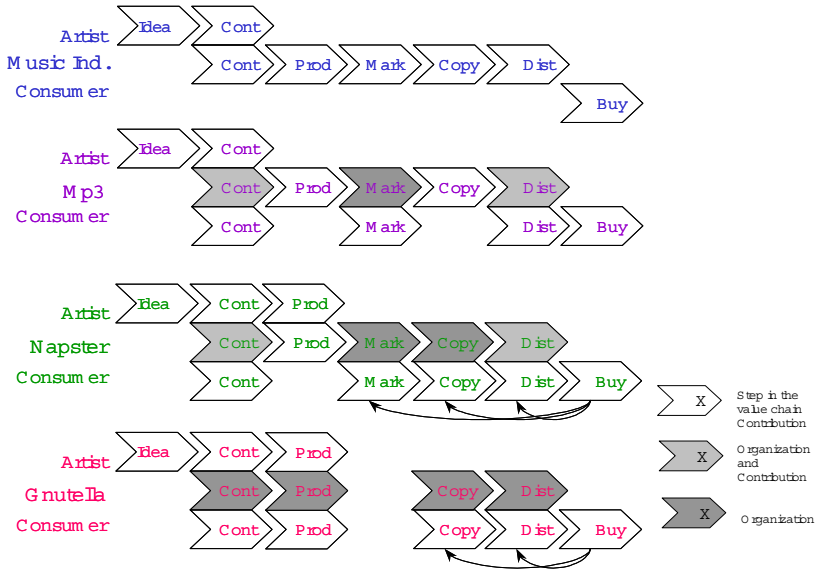 Idea Cont
Artist
Music Ind. Cont Prod Mark Copy Dist
Consumer Buy
Idea Cont
Artist
Mp3 Cont Prod Mark Copy Dist
Consumer Cont Mark Dist Buy
Idea Cont Prod
Artist
Napster Cont Prod Mark Copy Dist
Consumer Cont Mark Copy Dist Buy
X Step in the
value chain
Contribution
Idea Cont Prod
Artist
X Organization
and
Contribution
Gnutella Cont Prod Copy Dist
X Organization
Consumer Cont Prod Copy Dist Buy